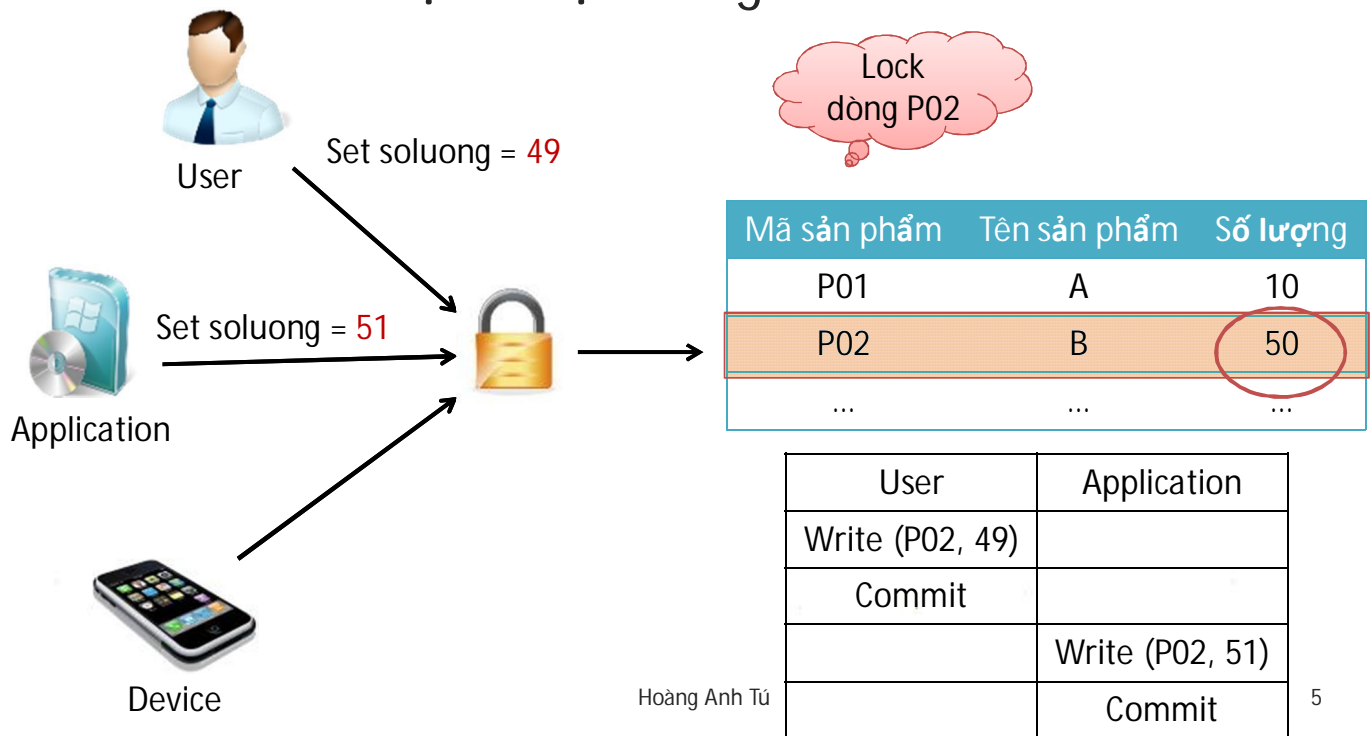 Lock
dòng P02
Set soluong = 49
User
Mã sản phẩm Tên sản phẩm Số lượng
P01 A 10
Set soluong = 51
P02 B 50
... ... ...
Application
User Application
Write (P02, 49)
Commit
Write (P02, 51)
Device
Hoàng Anh Tú
Commit
5